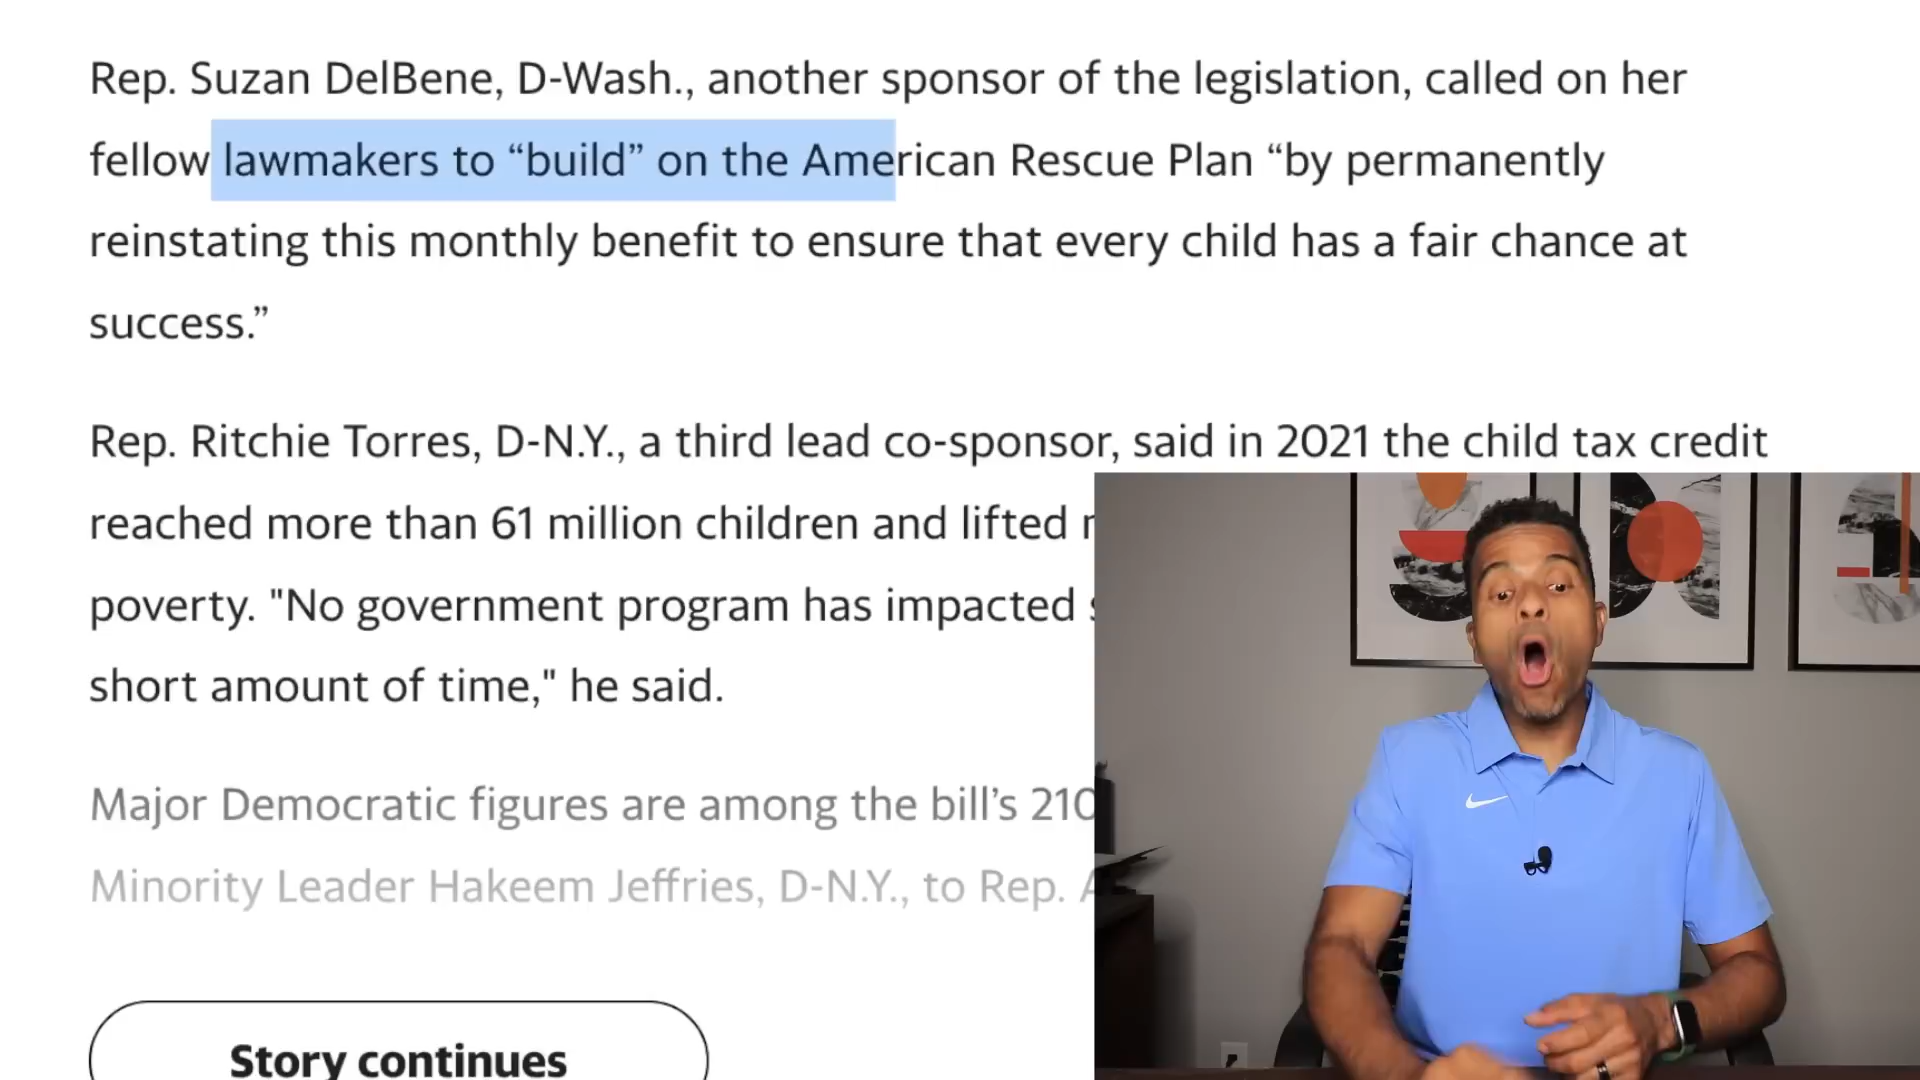 Rep. Suzan DelBene, D-Wash., another sponsor of the legislation, called on her
fellow lawmakers to “build” on the American Rescue Plan “by permanently
reinstating this monthly benefit to ensure that every child has a fair chance at
success.”
Rep. Ritchie Torres, D-N.Y., a third lead co-sponsor, said in 2021 the child tax credit
reached more than 61 million children and lifted
poverty. "No government program has impacted
short amount of time," he said.
Major Democratic figures are among the bill’s 210
Minority Leader Hakeem Jeffries, D-N.Y., to Rep.
Story continues